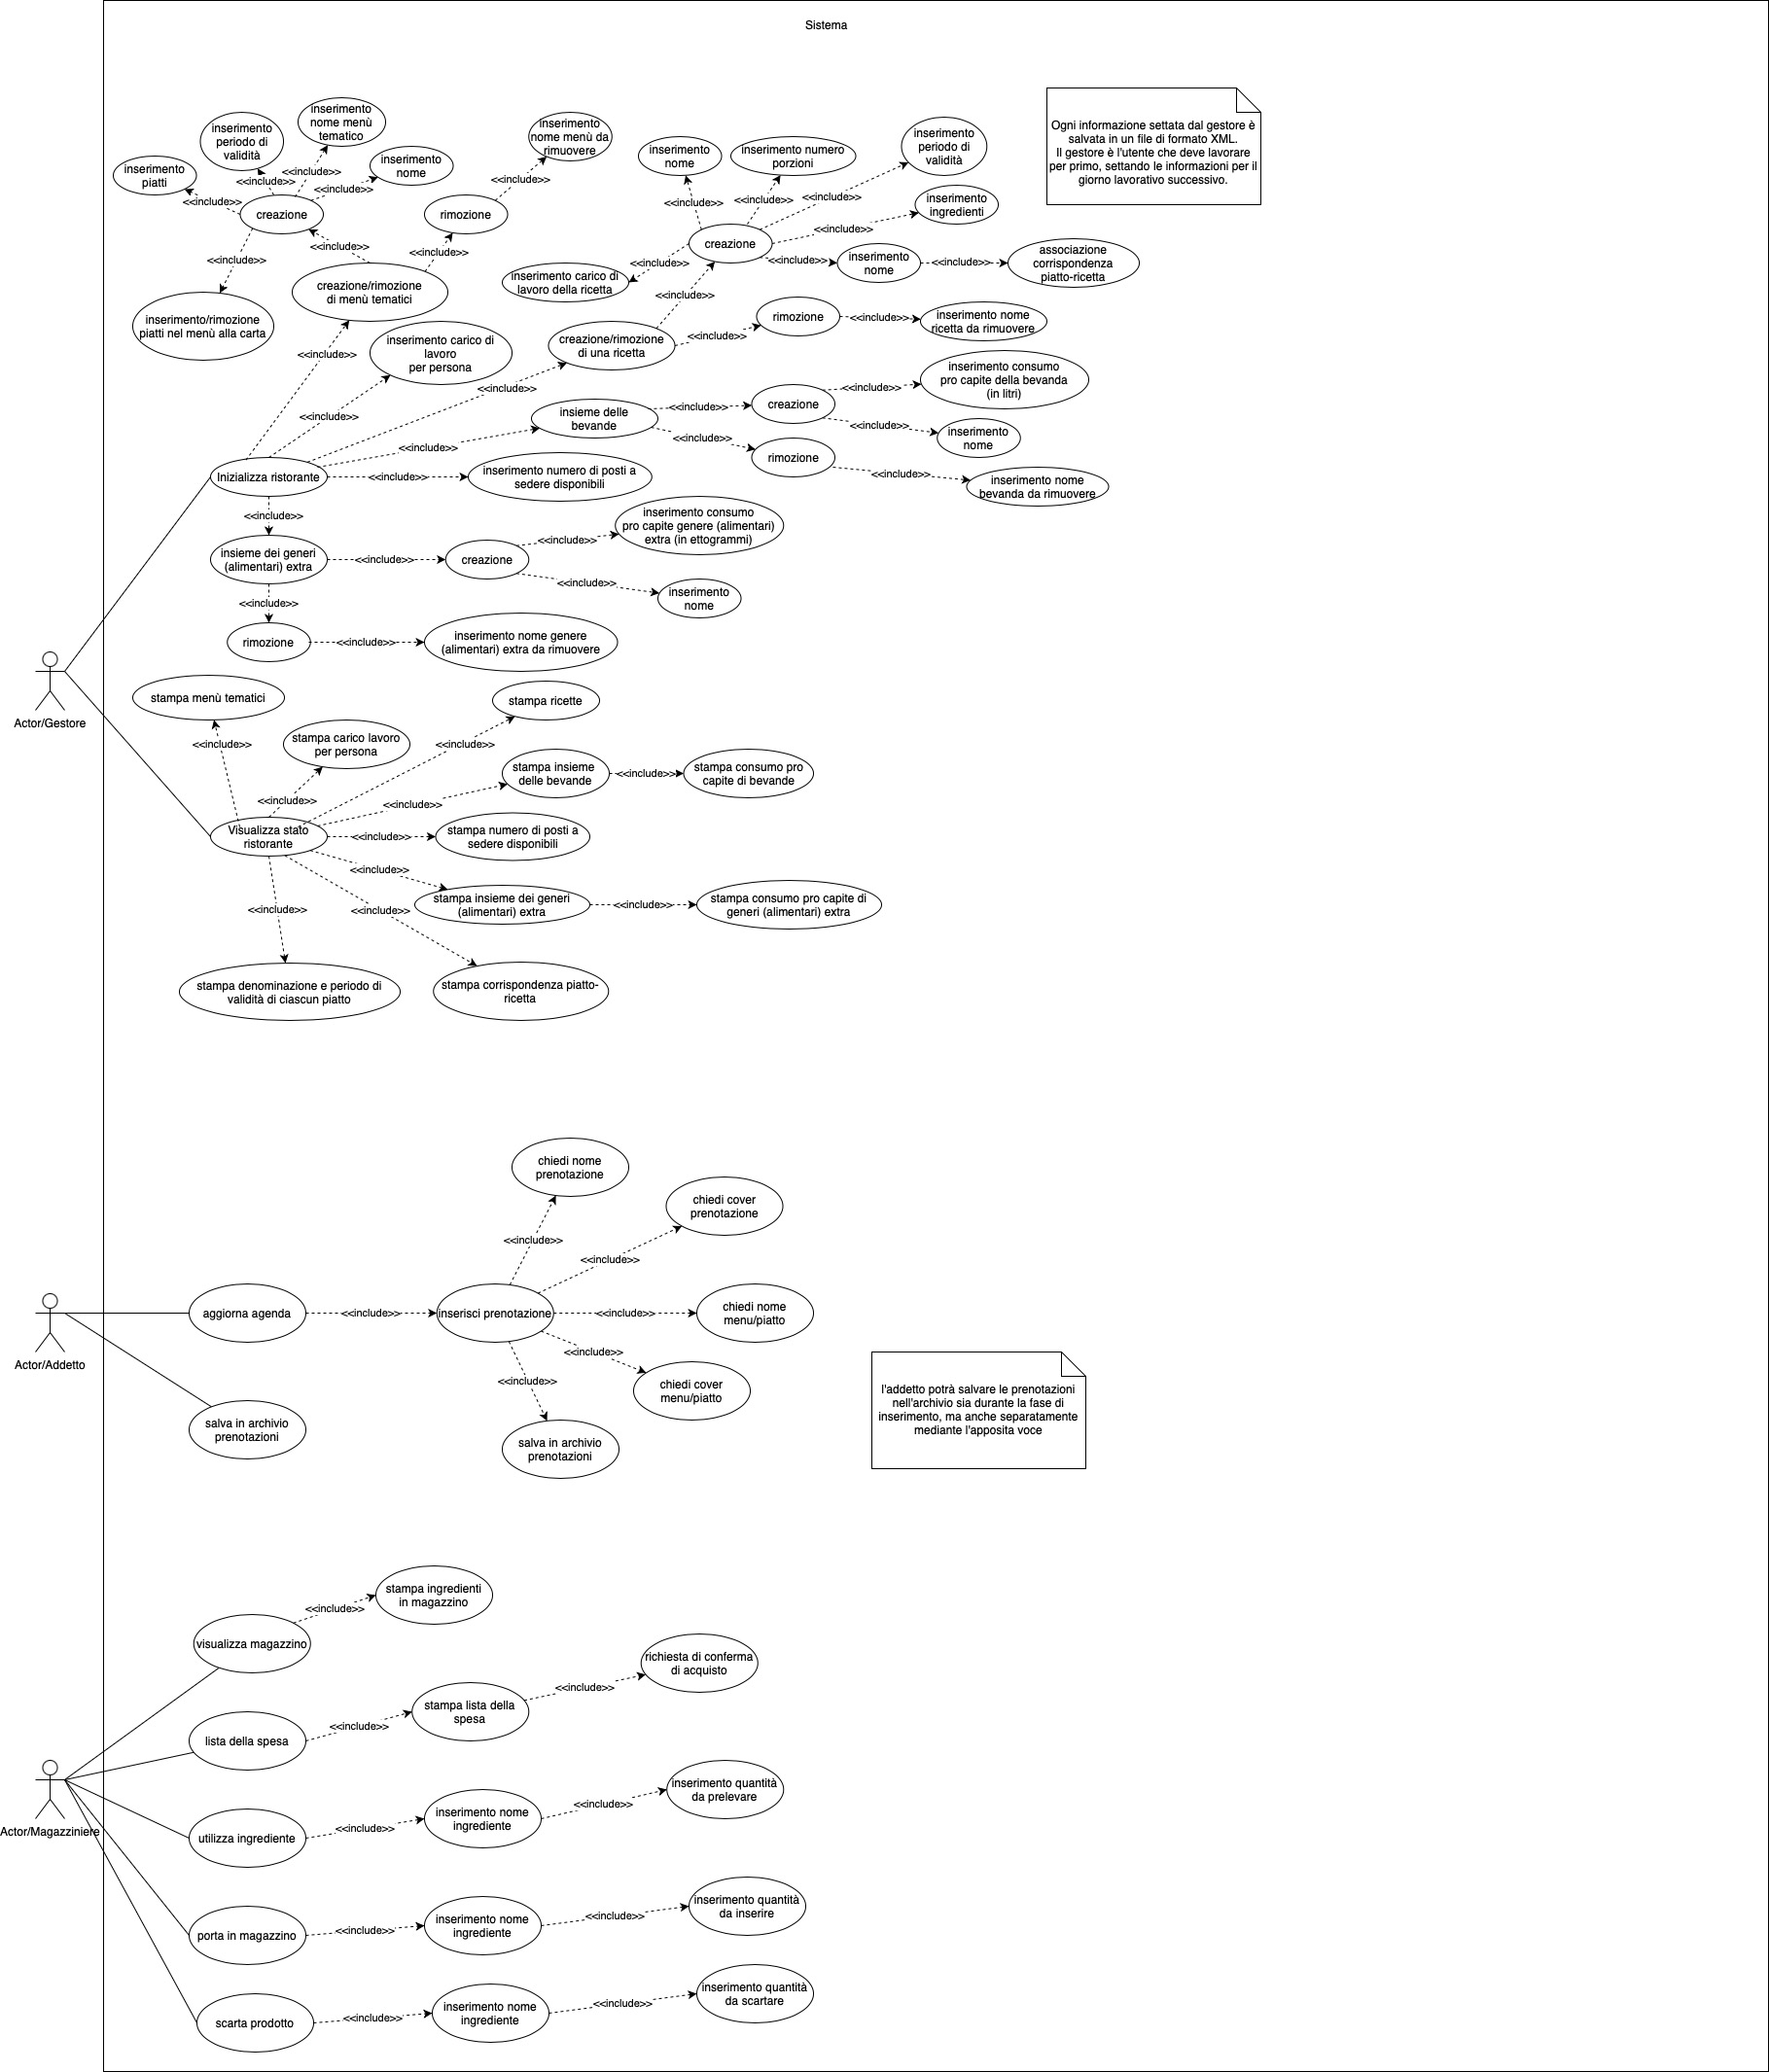 Sistema
inserimento
nome menù
tematico
inserimento
periodo di
validità
inserimento
piatti
inserimento
nome
<<include>>
<<include>>
<<include>>
<<include>>
creazione
inserimento
nome menù da
rimuovere
<<include>>
rimozione
<<include>>
<<include>>
<<include>>
creazione/rimozione
di menù tematici
inserimento/rimozione
piatti nel menù alla carta
inserimento
nome
inserimento numero
porzioni
inserimento
periodo di
validità
inserimento
ingredienti
<<include>>
<<include>>
<<include>>
<<include>>
creazione
<<include>>
<<include>>
inserimento
nome
<<include>>
associazione
corrispondenza
piatto-ricetta
inserimento carico di
lavoro della ricetta
<<include>>
Ogni informazione settata dal gestore è
salvata in un file di formato XML.
Il gestore è l'utente che deve lavorare
per primo, settando le informazioni per il
giorno lavorativo successivo.
creazione/rimozione
di una ricetta
<<include>>
rimozione
<<include>>
inserimento nome
ricetta da rimuovere
<<include>>
inserimento carico di
lavoro
per persona
<<include>>
<<include>>
<<include>>
insieme delle
bevande
<<include>>
creazione
<<include>>
inserimento consumo
pro capite della bevanda
(in litri)
<<include>>
inserimento
nome
<<include>>
rimozione
<<include>>
inserimento nome
bevanda da rimuovere
Inizializza ristorante
<<include>>
inserimento numero di posti a
sedere disponibili
<<include>>
insieme dei generi
(alimentari) extra
<<include>>
creazione
<<include>>
inserimento consumo
pro capite genere (alimentari)
extra (in ettogrammi)
<<include>>
inserimento
nome
<<include>>
rimozione
<<include>>
inserimento nome genere
(alimentari) extra da rimuovere
Actor/Gestore
stampa menù tematici
<<include>>
stampa carico lavoro
per persona
<<include>>
stampa ricette
<<include>>
stampa insieme
delle bevande
<<include>>
<<include>>
stampa consumo pro
capite di bevande
Visualizza stato
ristorante
<<include>>
stampa numero di posti a
sedere disponibili
<<include>>
stampa insieme dei generi
(alimentari) extra
<<include>>
stampa consumo pro capite di
generi (alimentari) extra
<<include>>
<<include>>
stampa denominazione e periodo di
validità di ciascun piatto
stampa corrispondenza piatto-
ricetta
chiedi nome
prenotazione
chiedi cover
prenotazione
<<include>>
<<include>>
Actor/Addetto
aggiorna agenda
<<include>>
inserisci prenotazione
<<include>>
chiedi nome
menu/piatto
<<include>>
chiedi cover
menu/piatto
<<include>>
salva in archivio
prenotazioni
salva in archivio
prenotazioni
l'addetto potrà salvare le prenotazioni
nell'archivio sia durante la fase di
inserimento, ma anche separatamente
mediante l'apposita voce
Actor/Magazziniere
visualizza magazzino
<<include>>
stampa ingredienti
in magazzino
lista della spesa
<<include>>
stampa lista della
spesa
<<include>>
richiesta di conferma
di acquisto
utilizza ingrediente
<<include>>
inserimento nome
ingrediente
<<include>>
inserimento quantità
da prelevare
porta in magazzino
<<include>>
inserimento nome
ingrediente
<<include>>
inserimento quantità
da inserire
scarta prodotto
<<include>>
inserimento nome
ingrediente
<<include>>
inserimento quantità
da scartare